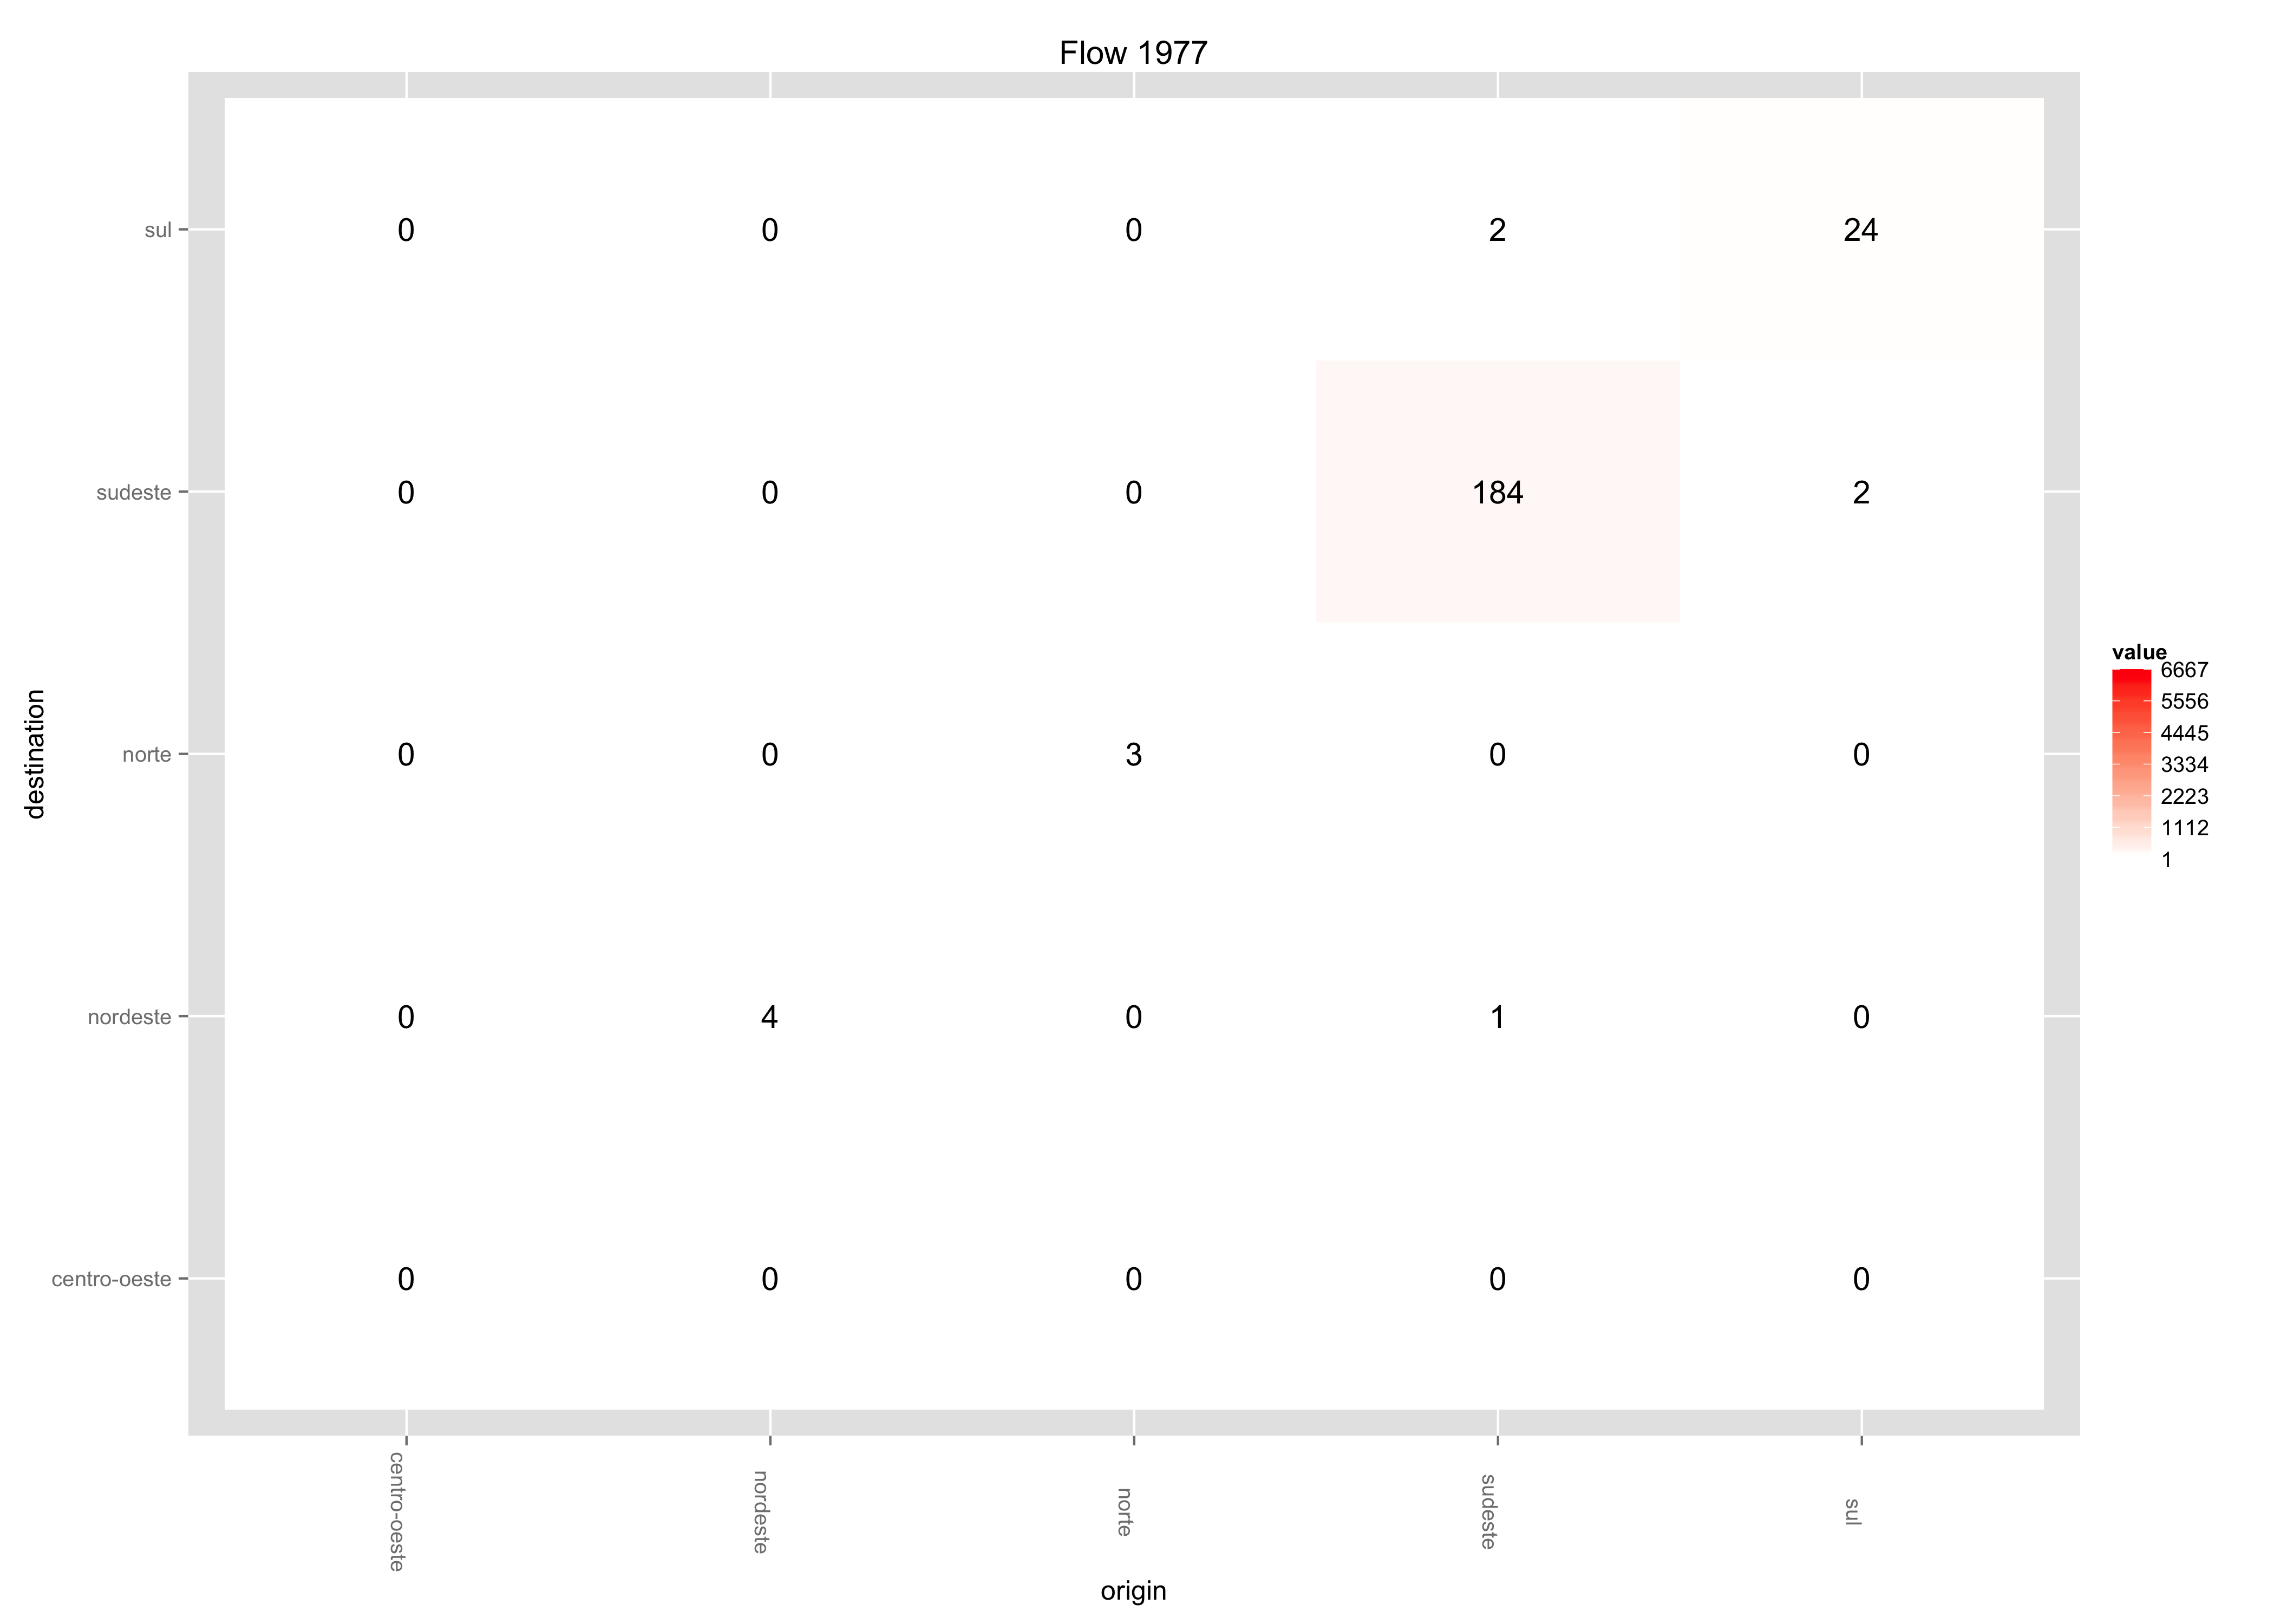 Flow 1977
destination
sul 0 0 0 2 24
sudeste 0 0 0 184 2
norte 0 0 3 0 0
nordeste 0 4 0 1 0
centro-oeste 0 0 0 0 0
centro-oeste nordeste norte sudeste sul
origin
value
6667
5556
4445
3334
2223
1112
1